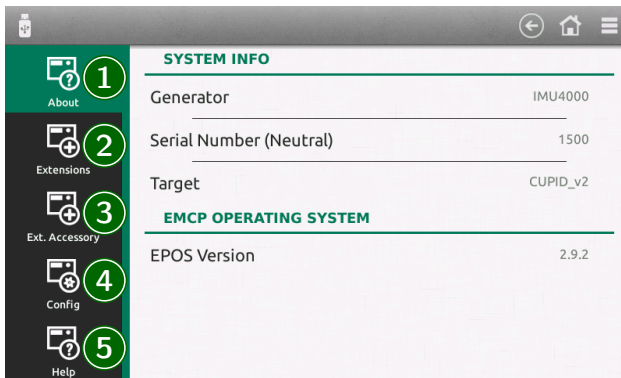 1
About
2
Extensions
3
Ext. Accessory
4
Config
5
Help
SYSTEM INFO
Generator IMU4000
Serial Number (Neutral) 1500
Target CUPID_v2
EMCP OPERATING SYSTEM
EPOS Version 2.9.2